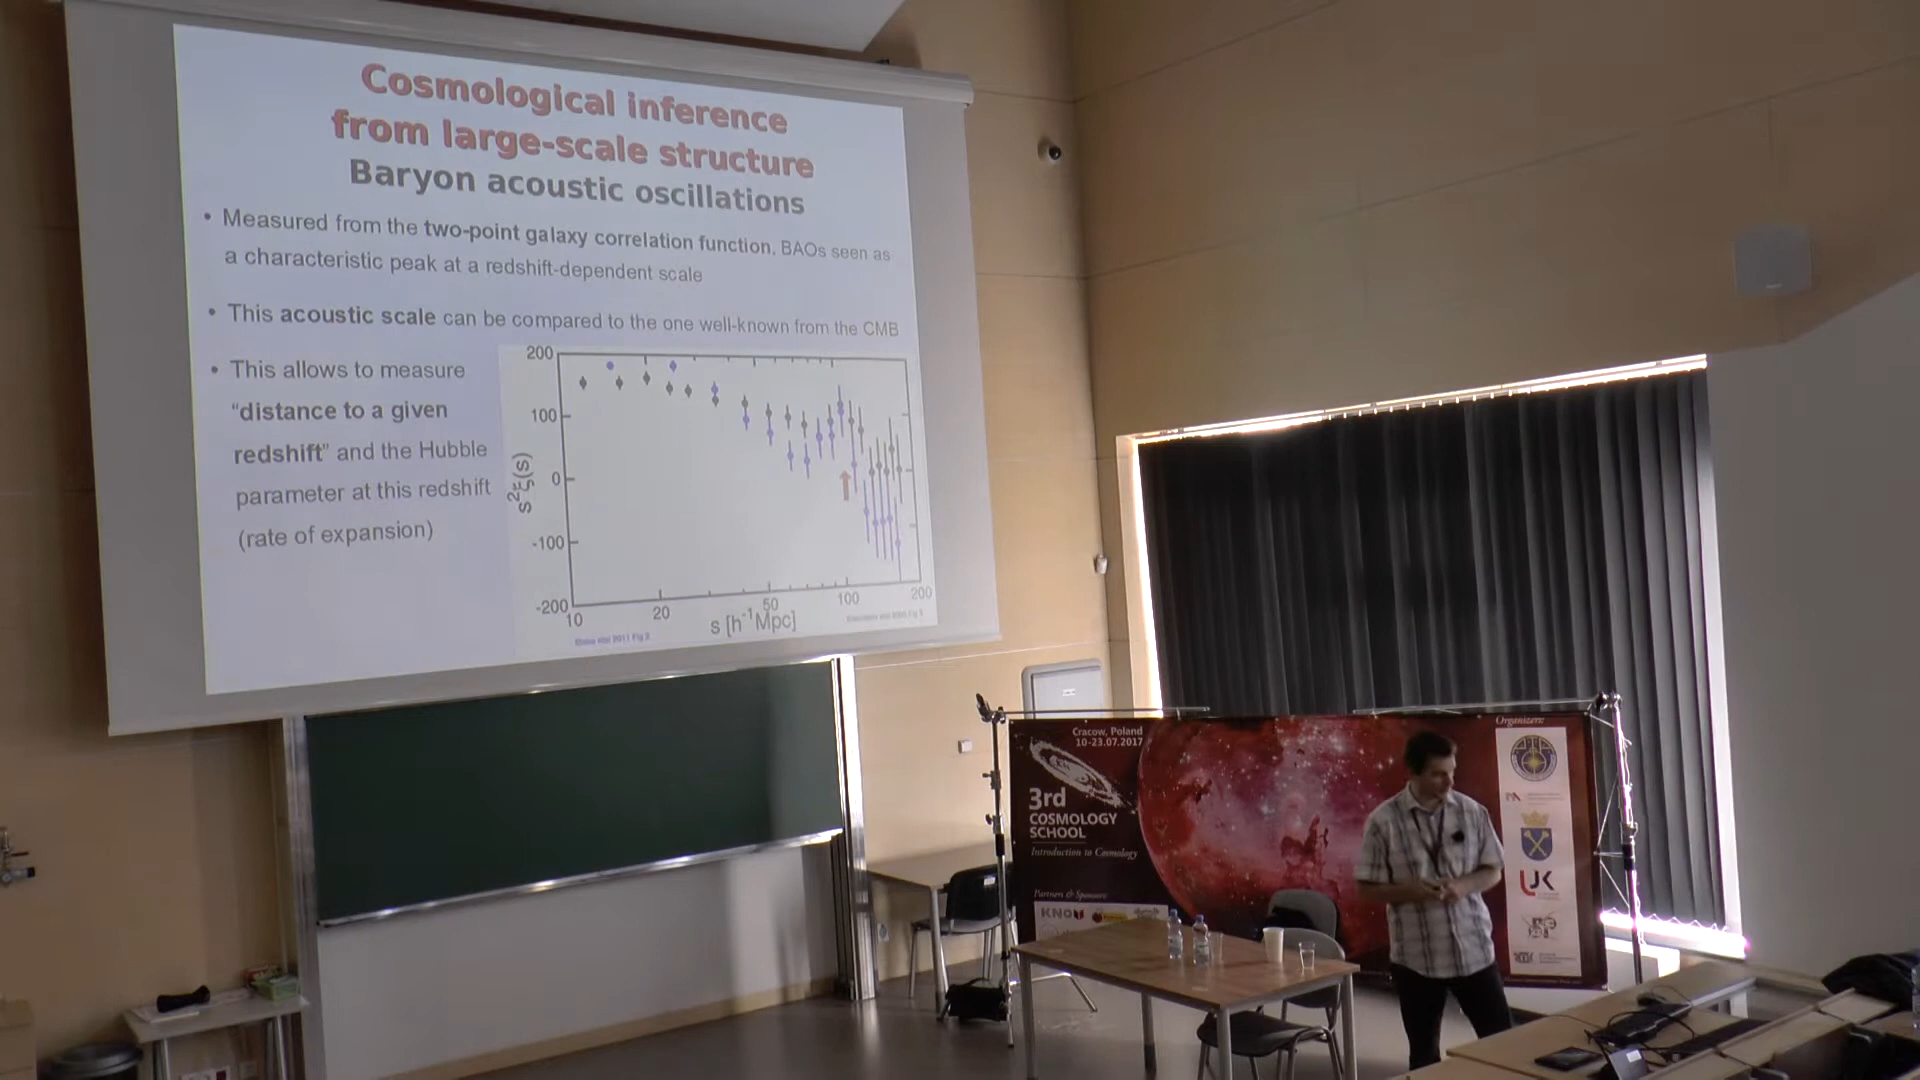 Cosmological inference
from large-scale structure
Baryon acoustic oscillations
• Measured from the two-point galaxy correlation function, BAOs seen as
a characteristic peak at a redshift-dependent scale
• This acoustic scale can be compared to the one well-known from the CMB
• This allows to measure
"distance to a given
redshift" and the Hubble
parameter at this redshift
(rate of expansion)
200
100
0
-100
-200
s²ξ(s)
10
20
50
100
200
s [h⁻¹Mpc]
Cracow, Poland
10-23.07.2017
3rd
COSMOLOGY
SCHOOL
Introduction to Cosmology
Partners & Sponsors:
KNOW
Organizers:
UK